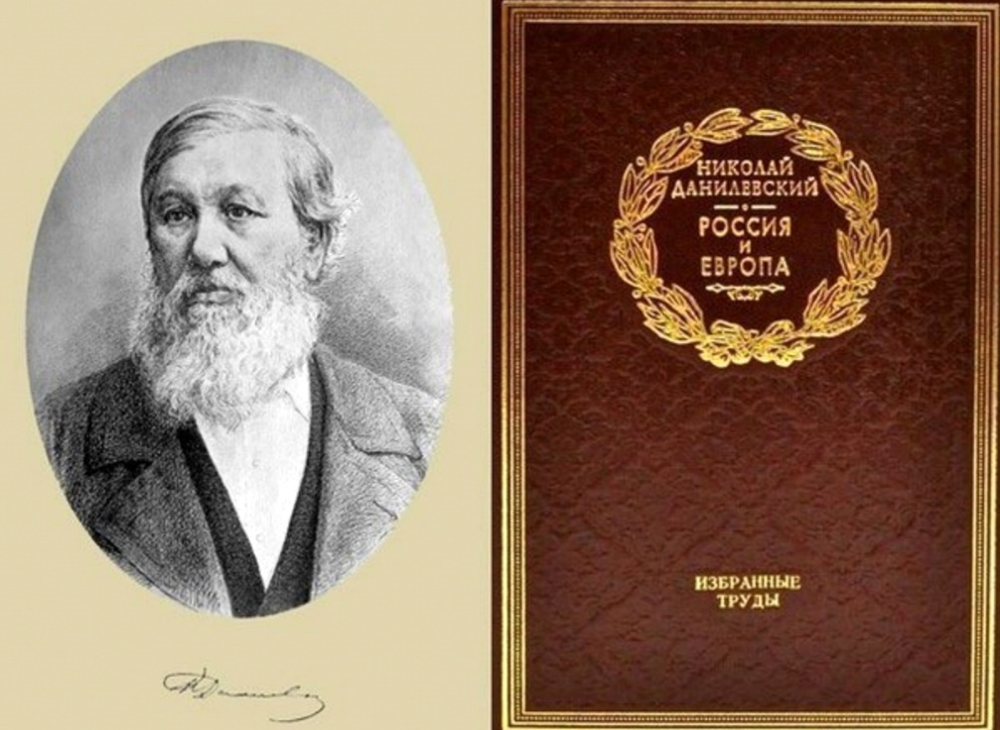 НИКОЛАЙ
ДАНИЛЕВСКИЙ
РОССИЯ
И
ЕВРОПА
ИЗБРАННЫЕ
ТРУДЫ